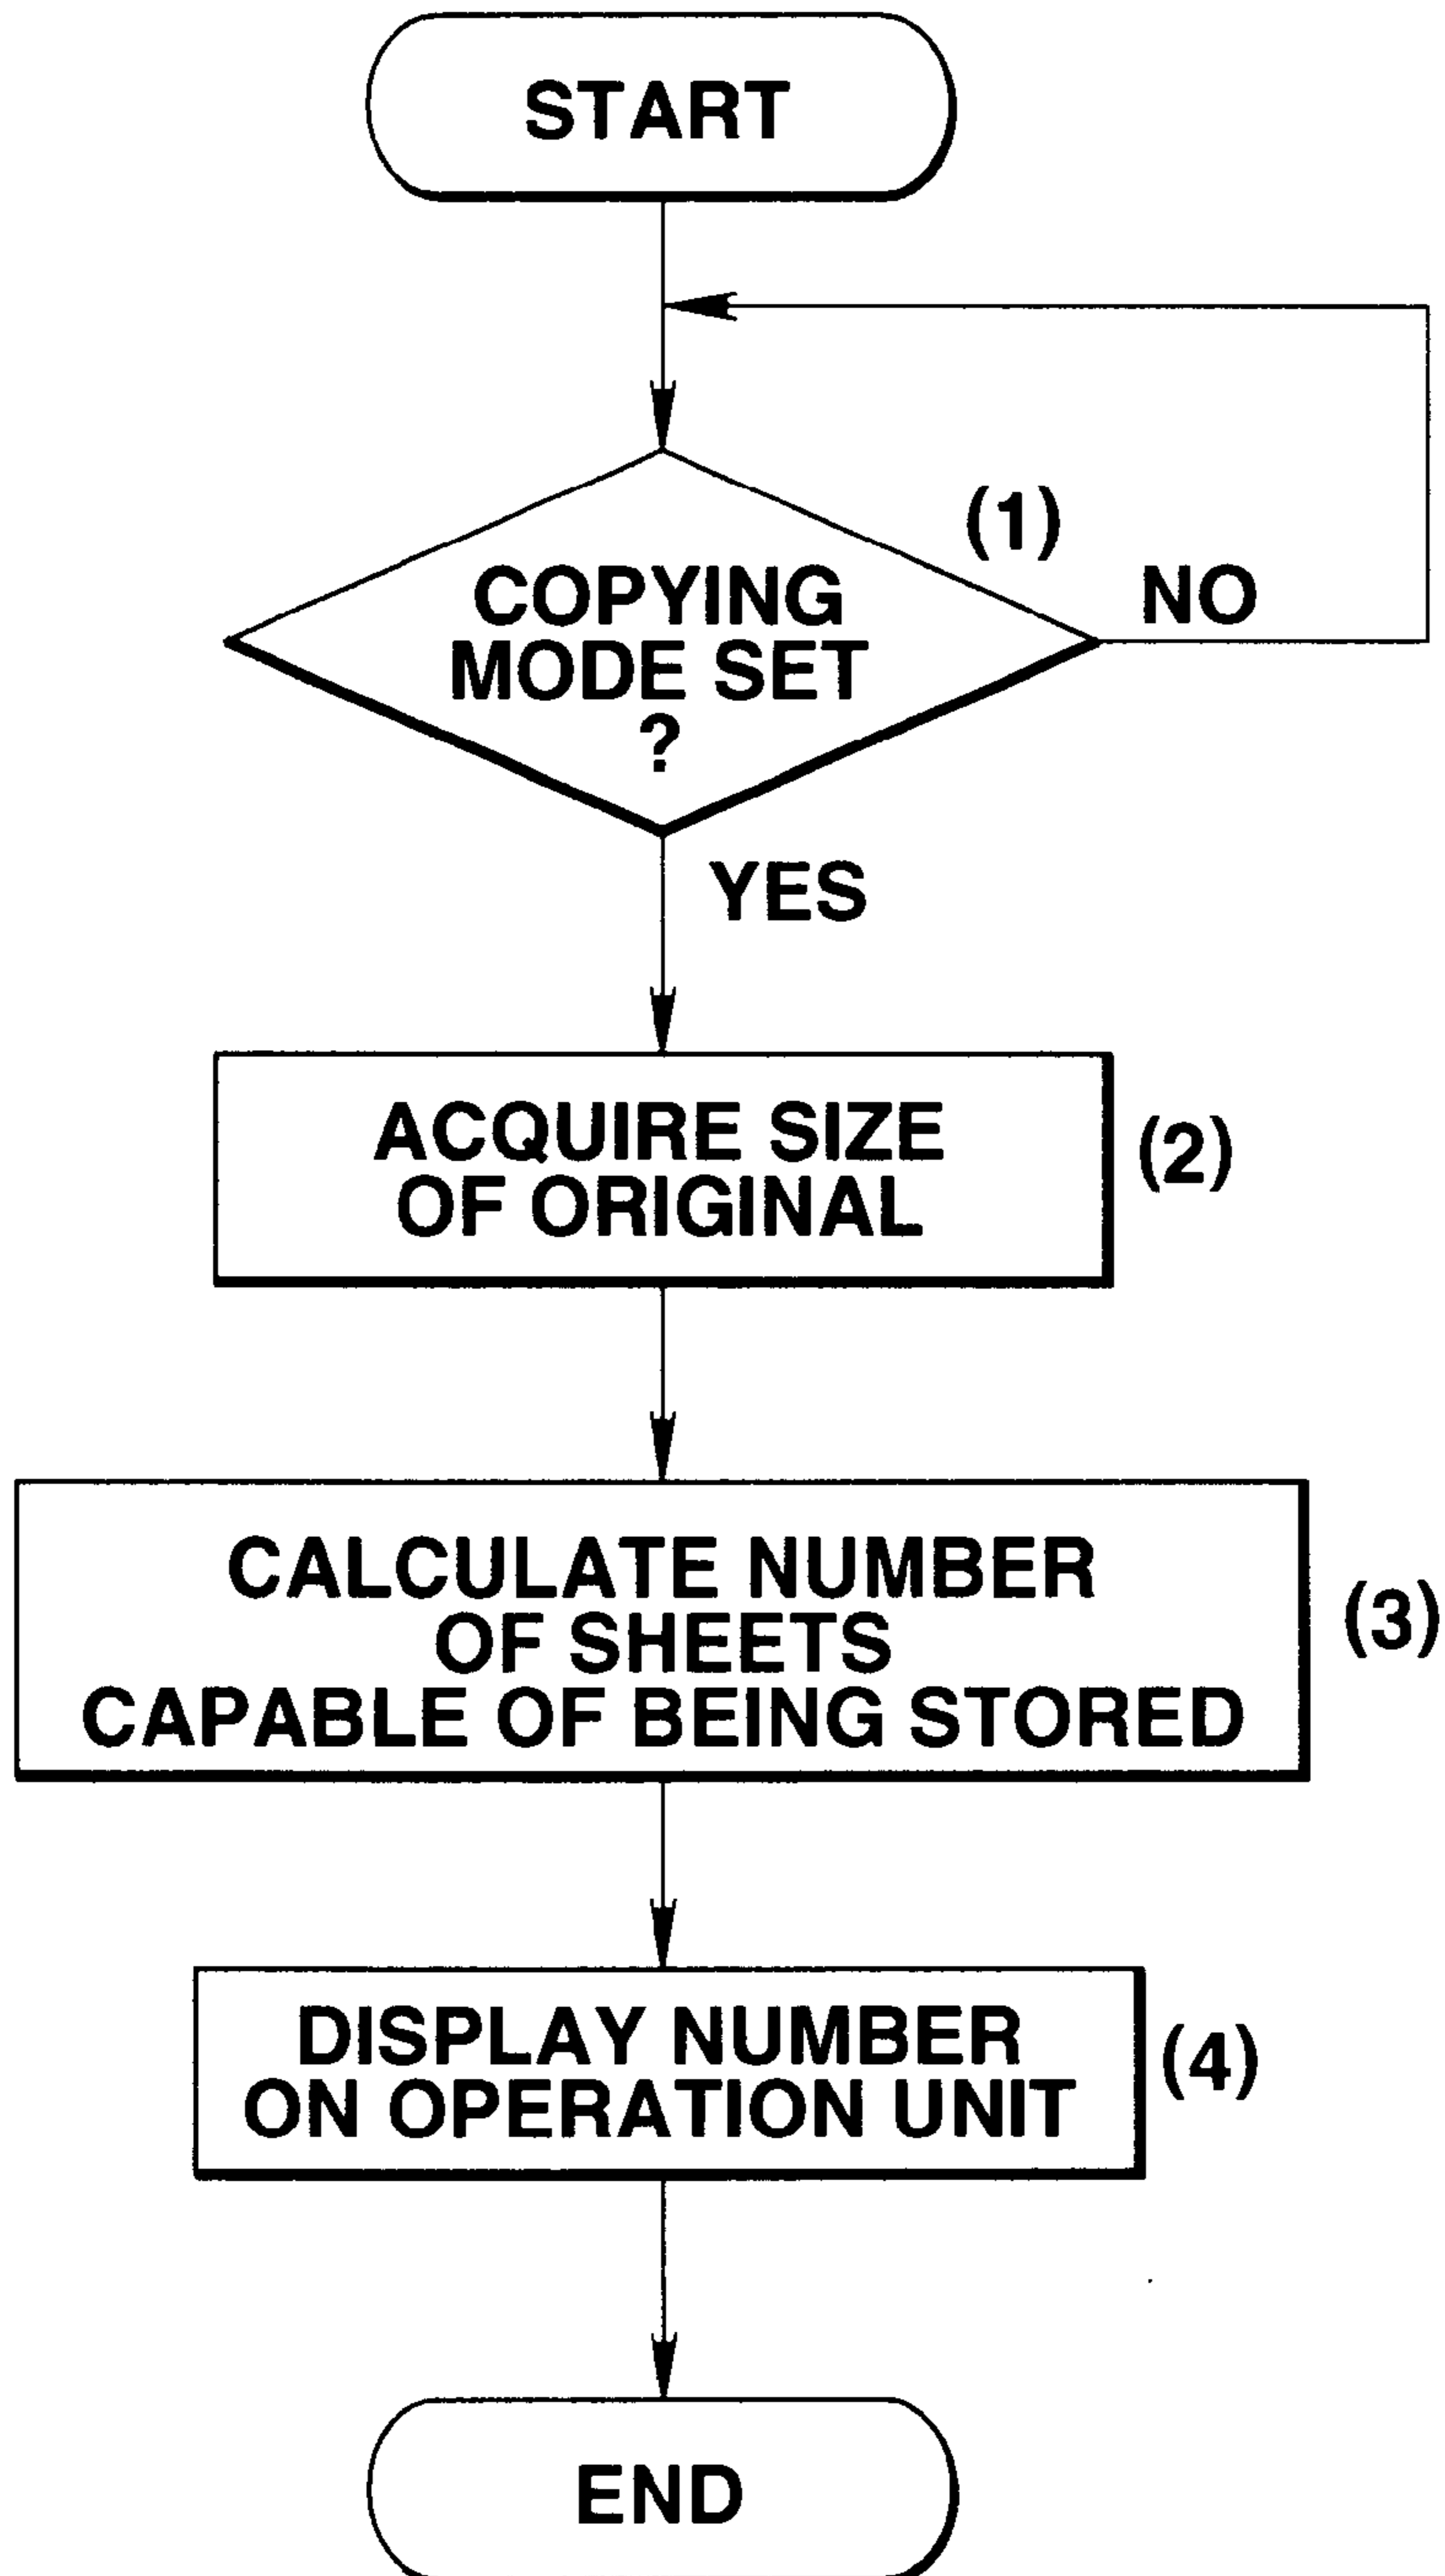 START
(1)
COPYING
MODE SET
?
NO
YES
ACQUIRE SIZE
OF ORIGINAL
(2)
CALCULATE NUMBER
OF SHEETS
CAPABLE OF BEING STORED
(3)
DISPLAY NUMBER
ON OPERATION UNIT
(4)
END